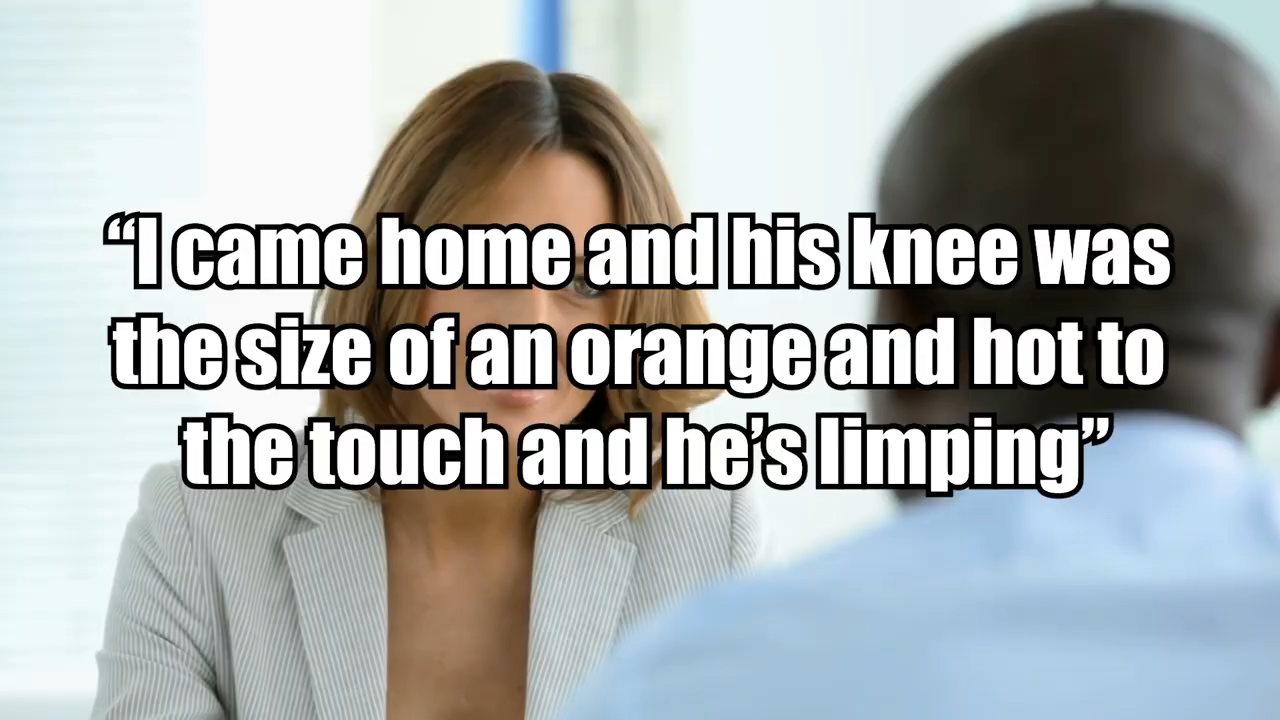 “I came home and his knee was
the size of an orange and hot to
the touch and he’s limping”